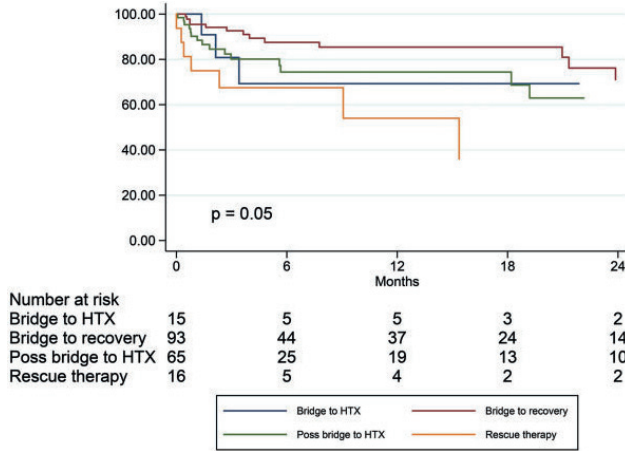 100.00
80.00
60.00
40.00
20.00
0.00
p = 0.05
0 6 12 18 24
Months
Number at risk
Bridge to HTX 15 5 5 3 2
Bridge to recovery 93 44 37 24 14
Poss bridge to HTX 65 25 19 13 10
Rescue therapy 16 5 4 2 2
Bridge to HTX Bridge to recovery
Poss bridge to HTX Rescue therapy